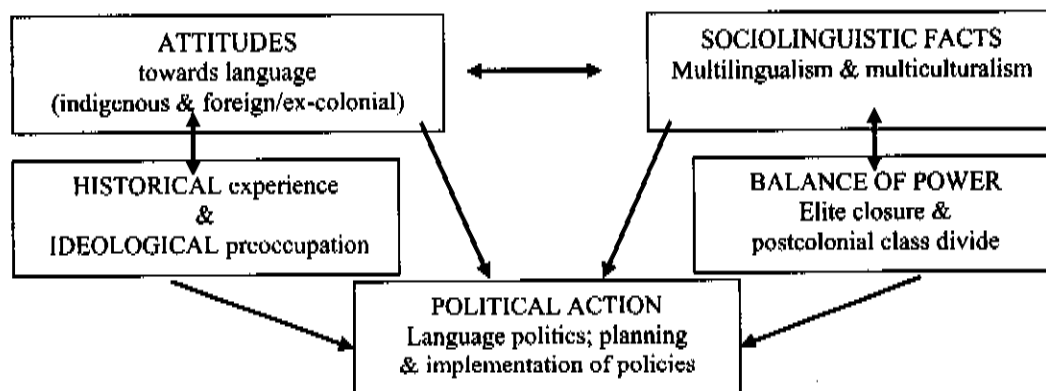 ATTITUDES
towards language
(indigenous & foreign/ex-colonial)
SOCIOLINGUISTIC FACTS
Multilingualism & multiculturalism
HISTORICAL experience
&
IDEOLOGICAL preoccupation
BALANCE OF POWER
Elite closure &
postcolonial class divide
POLITICAL ACTION
Language politics; planning
& implementation of policies